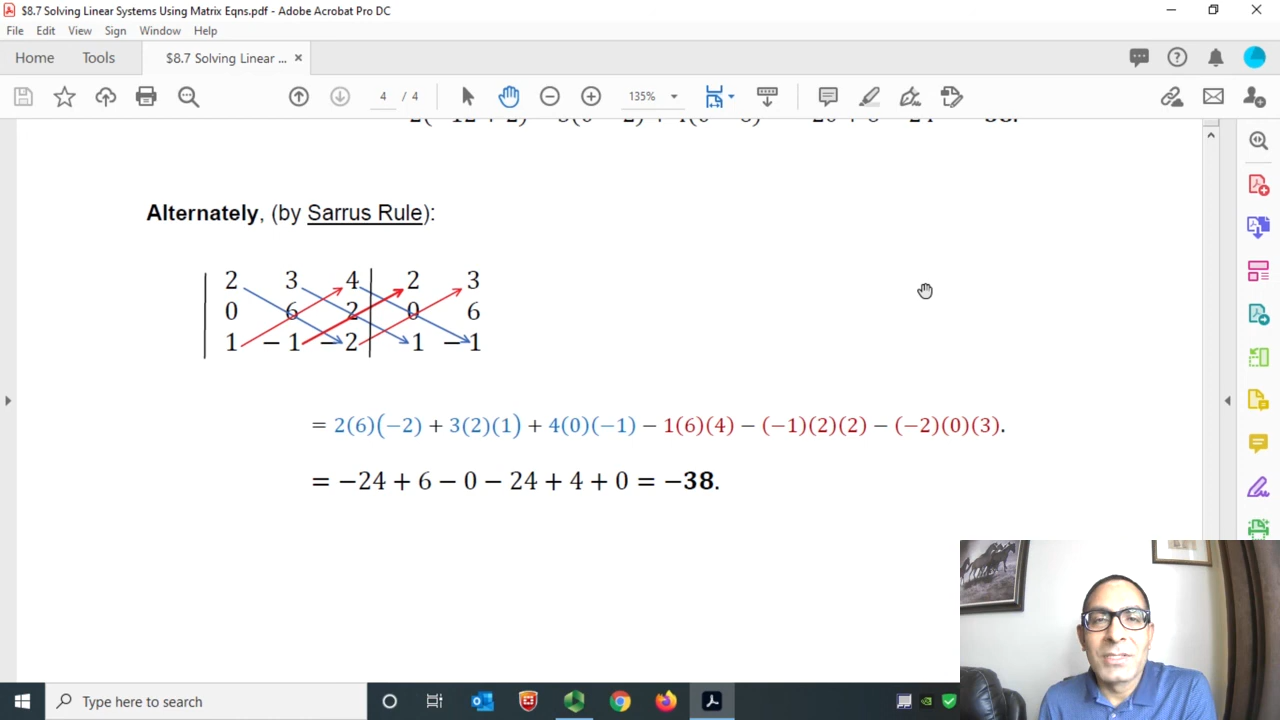 $8.7 Solving Linear Systems Using Matrix Eqns.pdf - Adobe Acrobat Pro DC
File Edit View Sign Window Help
Home Tools $8.7 Solving Linear ... ×
4 / 4 135%
Alternately, (by Sarrus Rule):
2 3 4 2 3
0 6 2 0 6
1 − 1 − 2 1 − 1
= 2(6)(−2) + 3(2)(1) + 4(0)(−1) − 1(6)(4) − (−1)(2)(2) − (−2)(0)(3).
= −24 + 6 − 0 − 24 + 4 + 0 = −38.
Type here to search